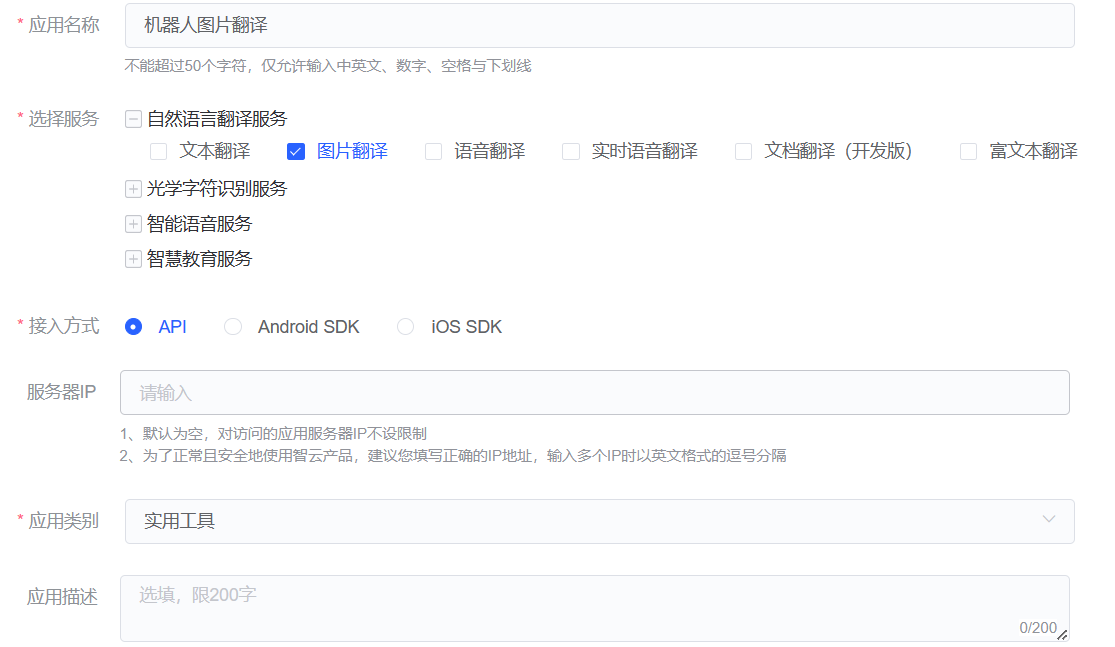 * 应用名称 机器人图片翻译
不能超过50个字符，仅允许输入中英文、数字、空格与下划线
* 选择服务 自然语言翻译服务
文本翻译 图片翻译 语音翻译 实时语音翻译 文档翻译（开发版） 富文本翻译
光学字符识别服务
智能语音服务
智慧教育服务
* 接入方式 API Android SDK iOS SDK
服务器IP 请输入
1、默认为空，对访问的应用服务器IP不设限制
2、为了正常且安全地使用智云产品，建议您填写正确的IP地址，输入多个IP时以英文格式的逗号分隔
* 应用类别 实用工具
应用描述 选填，限200字
0/200